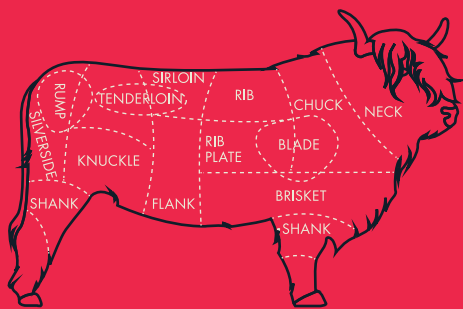 SIRLOIN
RUMP
TENDERLOIN
RIB
CHUCK
NECK
SILVERSIDE
KNUCKLE
RIB
PLATE
BLADE
SHANK
FLANK
BRISKET
SHANK